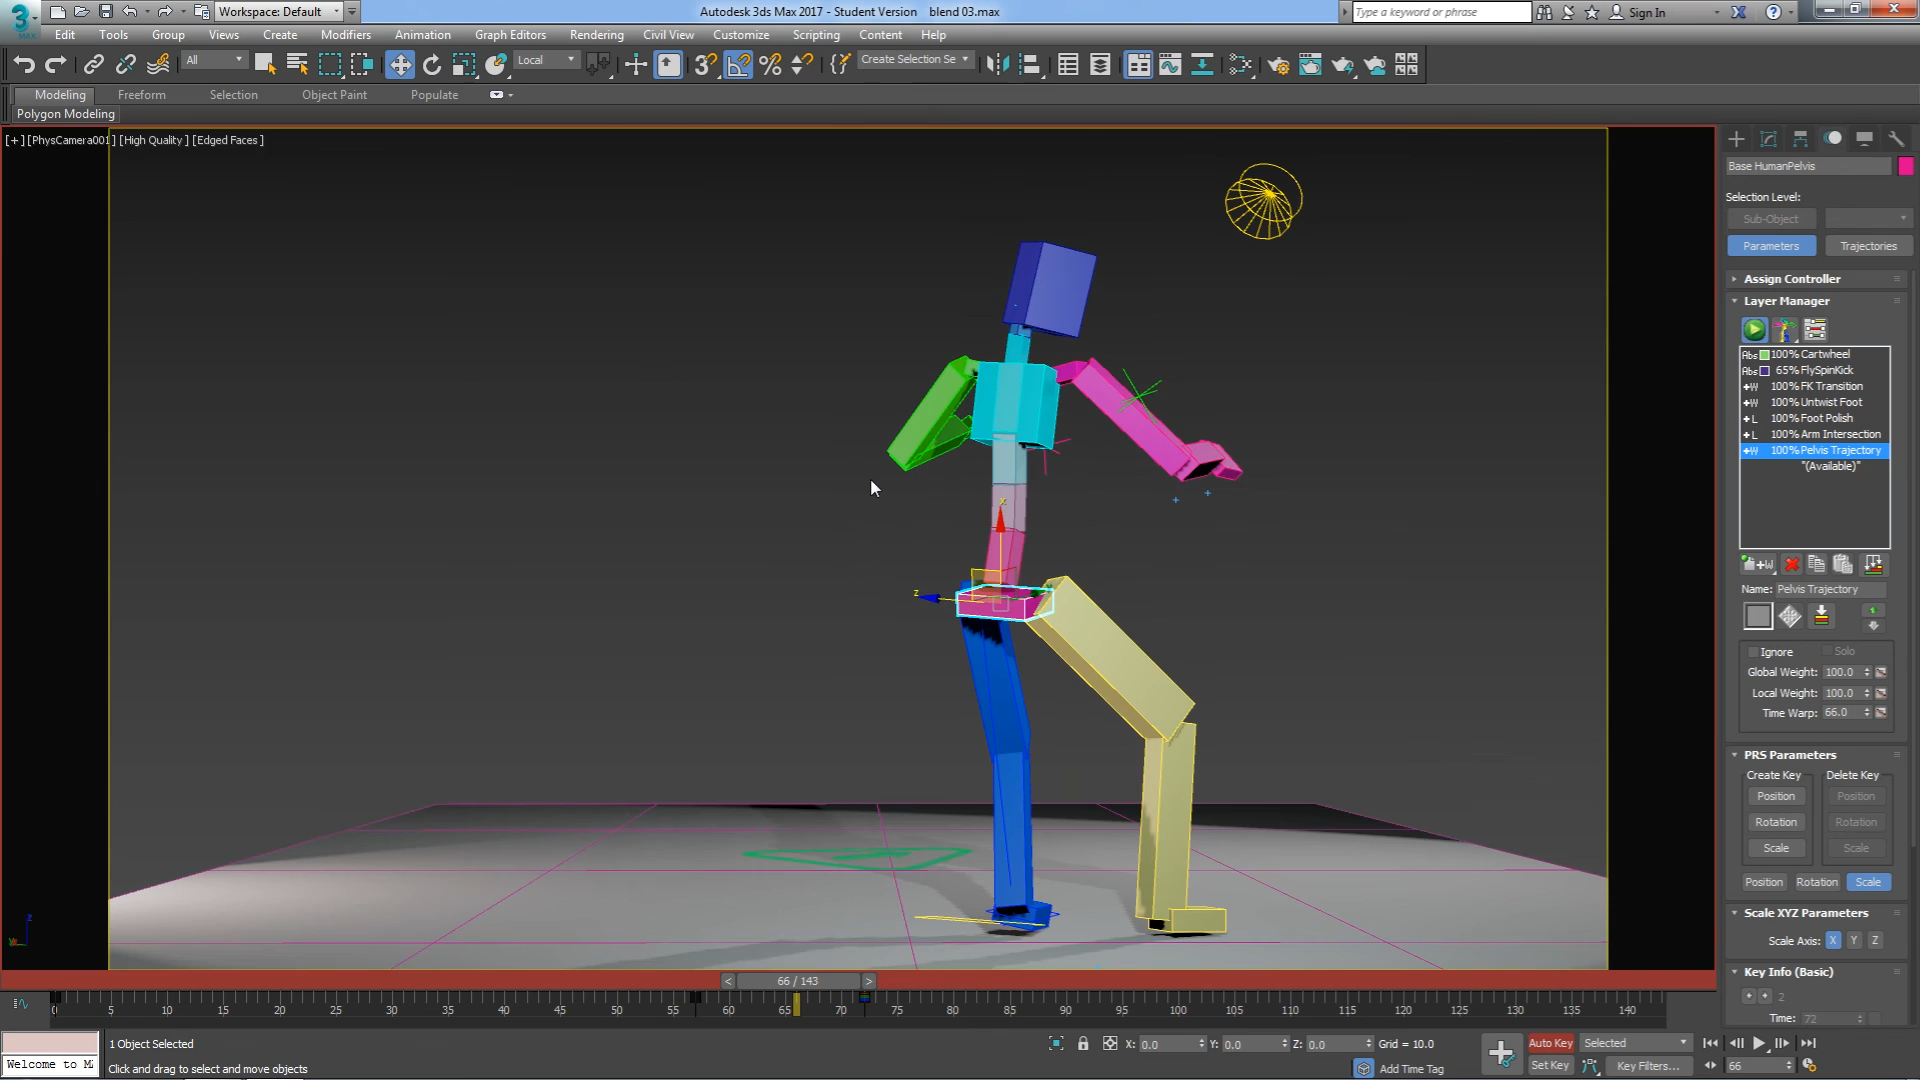 Workspace: Default
Autodesk 3ds Max 2017 - Student Version    blend 03.max
Type a keyword or phrase
Sign In
3
MAX
Edit Tools Group Views Create Modifiers Animation Graph Editors Rendering Civil View Customize Scripting Content Help
All
Local
Create Selection Se
Modeling Freeform Selection Object Paint Populate
Polygon Modeling
[+] [PhysCamera001] [High Quality] [Edged Faces]
Base HumanPelvis
Selection Level:
Sub-Object
Parameters Trajectories
Assign Controller
Layer Manager
Abs 100% Cartwheel
Abs 65% FlySpinKick
+W 100% FK Transition
+W 100% Untwist Foot
+L 100% Foot Polish
+L 100% Arm Intersection
+W 100% Pelvis Trajectory
"(Available)"
+W
Name: Pelvis Trajectory
Ignore Solo
Global Weight: 100.0
Local Weight: 100.0
Time Warp: 66.0
PRS Parameters
Create Key Delete Key
Position Position
Rotation Rotation
Scale Scale
Position Rotation Scale
Scale XYZ Parameters
Scale Axis: X Y Z
Key Info (Basic)
2
Time: 72
x
z
z
< 66 / 143 >
0 5 10 15 20 25 30 35 40 45 50 55 60 65 70 75 80 85 90 95 100 105 110 115 120 125 130 135 140
1 Object Selected
X: 0.0 Y: 0.0 Z: 0.0 Grid = 10.0
Auto Key Selected
Welcome to M
Click and drag to select and move objects
Add Time Tag
Set Key Key Filters... 66